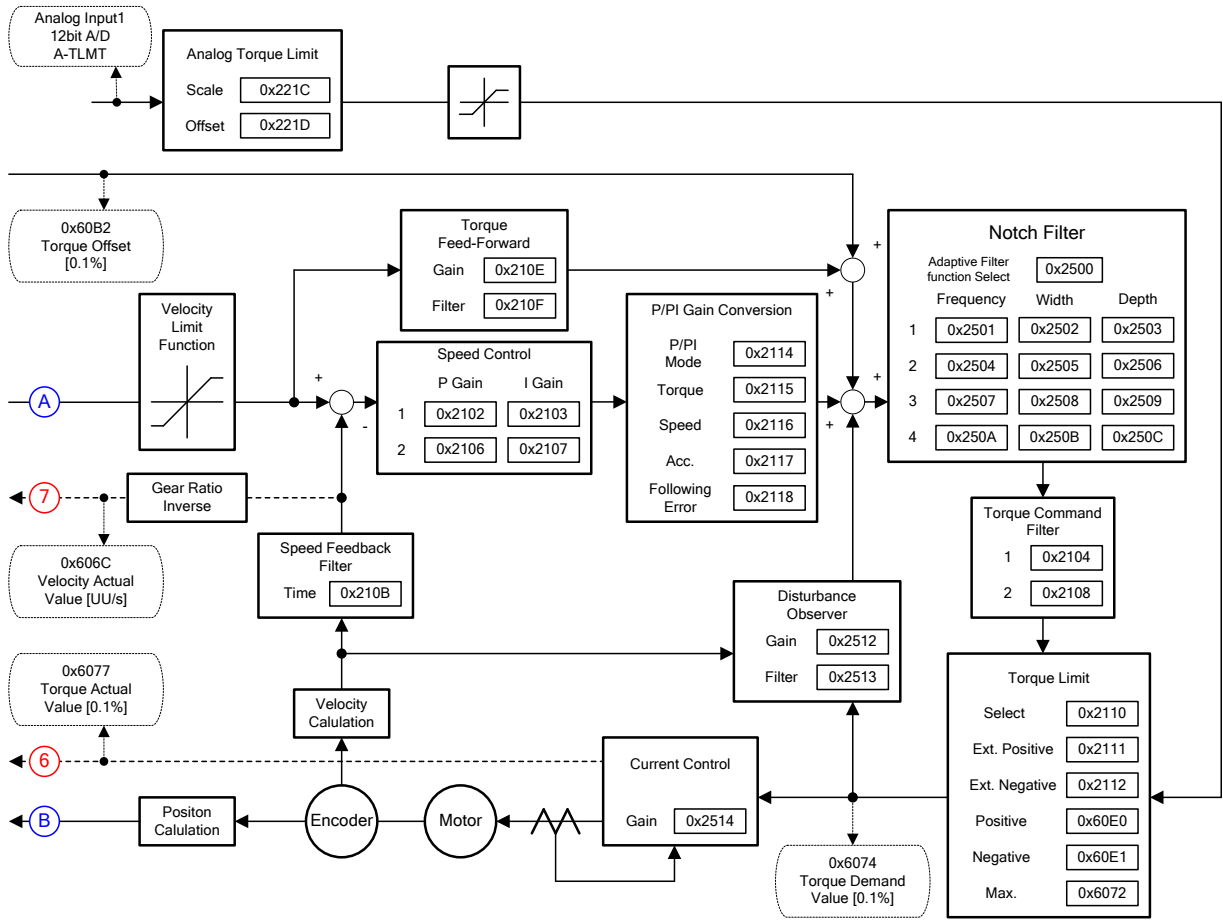 Analog Input1
12bit A/D
A-TLMT
Analog Torque Limit
Scale 0x221C
Offset 0x221D
0x60B2
Torque Offset
[0.1%]
Torque
Feed-Forward
Gain 0x210E
Filter 0x210F
+
+
Notch Filter
Adaptive Filter
function Select 0x2500
Frequency Width Depth
1 0x2501 0x2502 0x2503
2 0x2504 0x2505 0x2506
3 0x2507 0x2508 0x2509
4 0x250A 0x250B 0x250C
Velocity
Limit
Function
A
+
-
Speed Control
P Gain I Gain
1 0x2102 0x2103
2 0x2106 0x2107
P/PI Gain Conversion
P/PI
Mode 0x2114
Torque 0x2115
Speed 0x2116
Acc. 0x2117
Following
Error 0x2118
+
+
7
Gear Ratio
Inverse
0x606C
Velocity Actual
Value [UU/s]
Speed Feedback
Filter
Time 0x210B
Torque Command
Filter
1 0x2104
2 0x2108
Disturbance
Observer
Gain 0x2512
Filter 0x2513
0x6077
Torque Actual
Value [0.1%]
Velocity
Calulation
Torque Limit
Select 0x2110
Ext. Positive 0x2111
Ext. Negative 0x2112
Positive 0x60E0
Negative 0x60E1
Max. 0x6072
6
Current Control
Gain 0x2514
B
Positon
Calulation
Encoder
Motor
0x6074
Torque Demand
Value [0.1%]